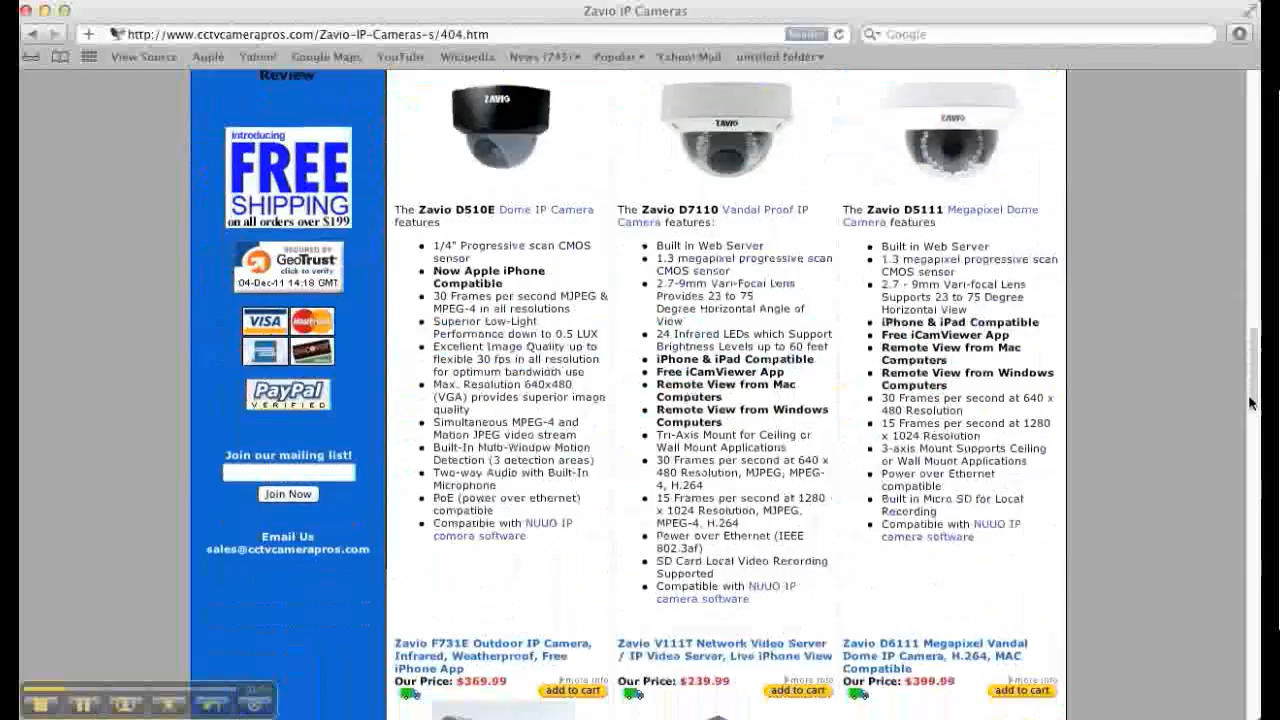 Zavio IP Cameras
http://www.cctvcamerapros.com/Zavio-IP-Cameras-s/404.htm
Reader
Google
View Source
Apple
Yahoo!
Google Maps
YouTube
Wikipedia
News (745)
Popular
Yahoo! Mail
untitled folder
Review
introducing
FREE
SHIPPING
on all orders over $199
SECURED BY
GeoTrust
click to verify
04-Dec-11 14:18 GMT
VISA
MasterCard
PayPal
VERIFIED
Join our mailing list!
Join Now
Email Us
sales@cctvcamerapros.com
ZAVIO
The Zavio D510E Dome IP Camera
features
1/4" Progressive scan CMOS
sensor
Now Apple iPhone
Compatible
30 Frames per second MJPEG &
MPEG-4 in all resolutions
Superior Low-Light
Performance down to 0.5 LUX
Excellent Image Quality up to
flexible 30 fps in all resolution
for optimum bandwidth use
Max. Resolution 640x480
(VGA) provides superior image
quality
Simultaneous MPEG-4 and
Motion JPEG video stream
Built-In Multi-Window Motion
Detection (3 detection areas)
Two-way Audio with Built-In
Microphone
PoE (power over ethernet)
compatible
Compatible with NUUO IP
camera software
ZAVIO
The Zavio D7110 Vandal Proof IP
Camera features:
Built in Web Server
1.3 megapixel progressive scan
CMOS sensor
2.7-9mm Vari-Focal Lens
Provides 23 to 75
Degree Horizontal Angle of
View
24 Infrared LEDs which Support
Brightness Levels up to 60 feet
iPhone & iPad Compatible
Free iCamViewer App
Remote View from Mac
Computers
Remote View from Windows
Computers
Tri-Axis Mount for Ceiling or
Wall Mount Applications
30 Frames per second at 640 x
480 Resolution, MJPEG, MPEG-
4, H.264
15 Frames per second at 1280
x 1024 Resolution, MJPEG,
MPEG-4, H.264
Power over Ethernet (IEEE
802.3af)
SD Card Local Video Recording
Supported
Compatible with NUUO IP
camera software
ZAVIO
The Zavio D5111 Megapixel Dome
Camera features
Built in Web Server
1.3 megapixel progressive scan
CMOS sensor
2.7 - 9mm Vari-focal Lens
Supports 23 to 75 Degree
Horizontal View
iPhone & iPad Compatible
Free iCamViewer App
Remote View from Mac
Computers
Remote View from Windows
Computers
30 Frames per second at 640 x
480 Resolution
15 Frames per second at 1280
x 1024 Resolution
3-axis Mount Supports Ceiling
or Wall Mount Applications
Power over Ethernet
compatible
Built in Micro SD for Local
Recording
Compatible with NUUO IP
camera software
Zavio F731E Outdoor IP Camera,
Infrared, Weatherproof, Free
iPhone App
Our Price: $369.99
more info
add to cart
Zavio V111T Network Video Server
/ IP Video Server, Live iPhone View
Our Price: $239.99
more info
add to cart
Zavio D6111 Megapixel Vandal
Dome IP Camera, H.264, MAC
Compatible
Our Price: $399.99
more info
add to cart